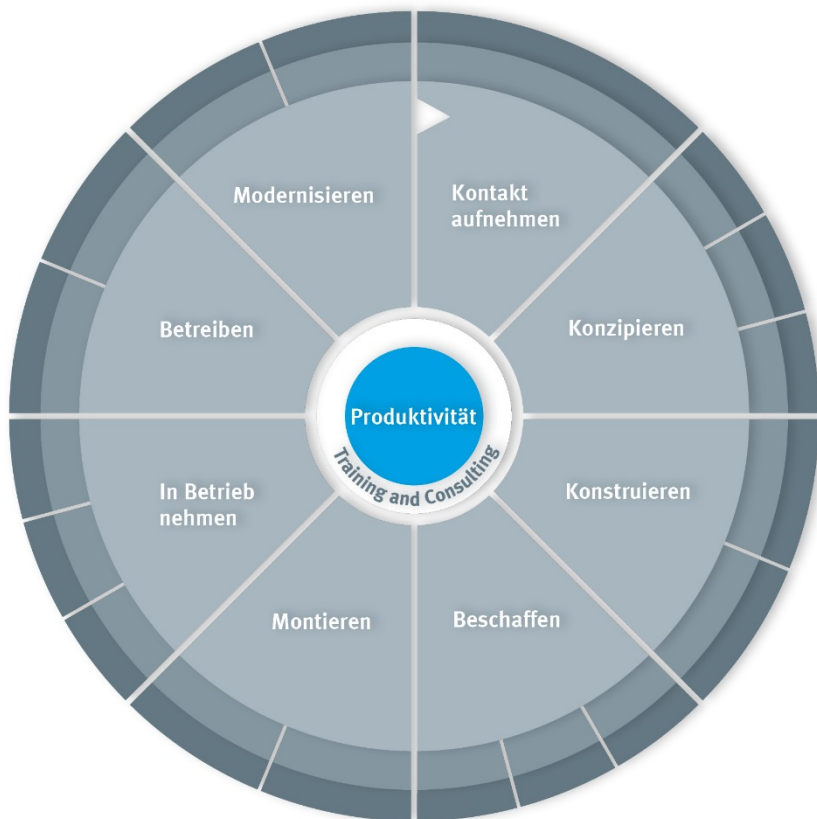 Kontakt
aufnehmen
Konzipieren
Konstruieren
Beschaffen
Montieren
In Betrieb
nehmen
Betreiben
Modernisieren
Produktivität
Training and Consulting